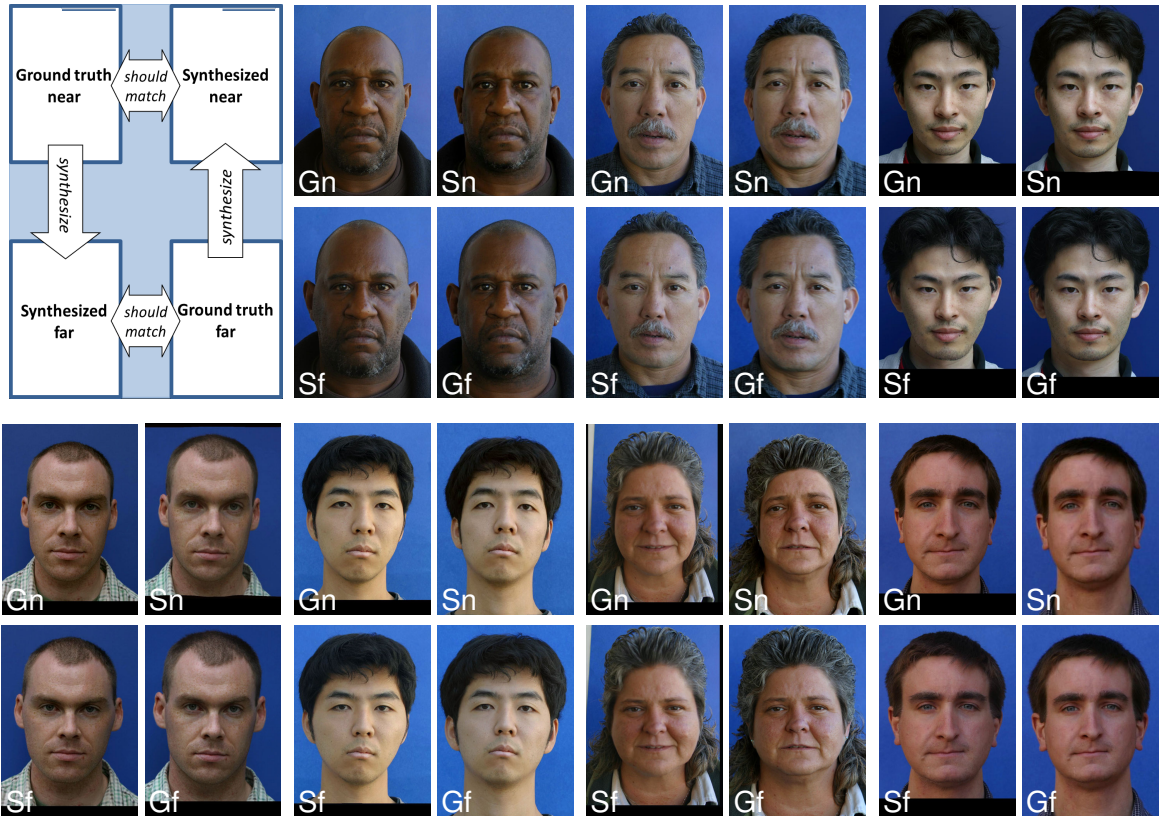 Ground truth
near
should
match
Synthesized
near
synthesize
synthesize
Synthesized
far
should
match
Ground truth
far
Gn Sn Gn Sn Gn Sn
Sf Gf Sf Gf Sf Gf
Gn Sn Gn Sn Gn Sn Gn Sn
Sf Gf Sf Gf Sf Gf Sf Gf